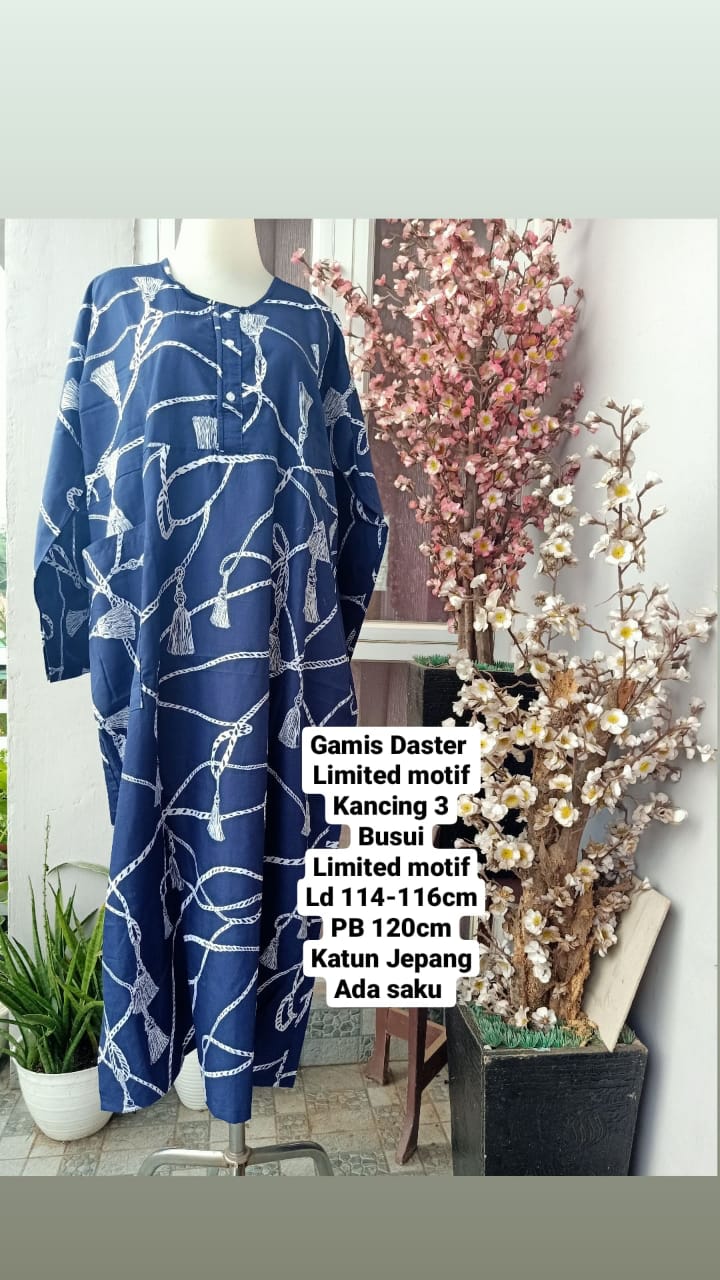 Gamis Daster
Limited motif
Kancing 3
Busui
Limited motif
Ld 114-116cm
PB 120cm
Katun Jepang
Ada saku